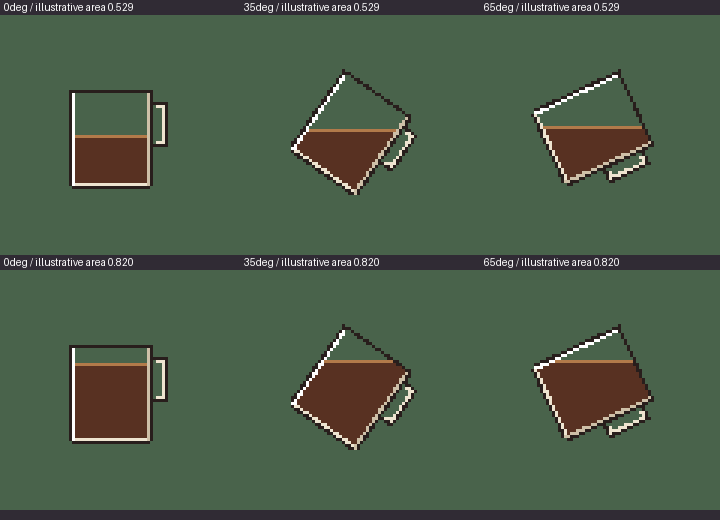 0deg / illustrative area 0.529
35deg / illustrative area 0.529
65deg / illustrative area 0.529
0deg / illustrative area 0.820
35deg / illustrative area 0.820
65deg / illustrative area 0.820